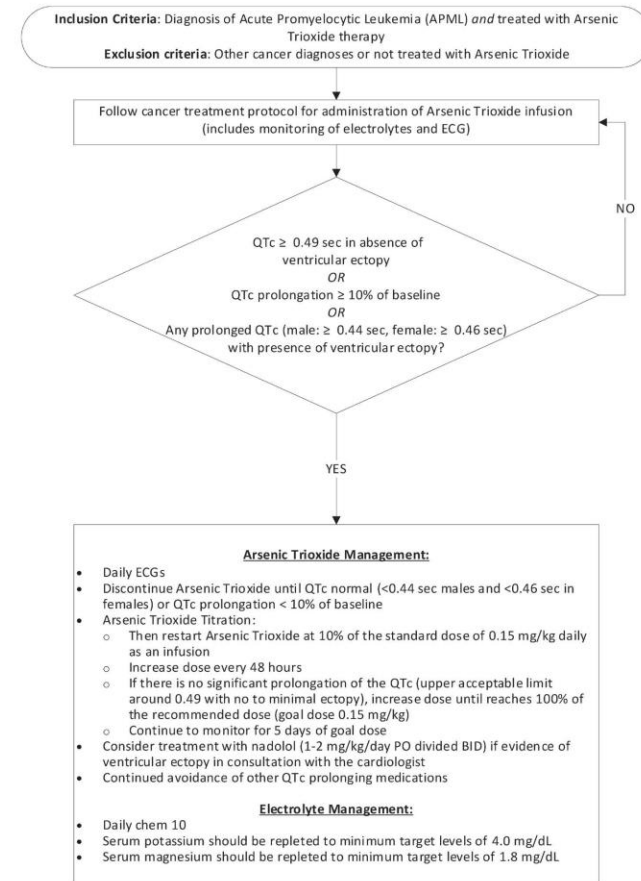 Inclusion Criteria: Diagnosis of Acute Promyelocytic Leukemia (APML) and treated with Arsenic
Trioxide therapy
Exclusion criteria: Other cancer diagnoses or not treated with Arsenic Trioxide
Follow cancer treatment protocol for administration of Arsenic Trioxide infusion
(includes monitoring of electrolytes and ECG)
NO
QTc ≥ 0.49 sec in absence of
ventricular ectopy
OR
QTc prolongation ≥ 10% of baseline
OR
Any prolonged QTc (male: ≥ 0.44 sec, female: ≥ 0.46 sec)
with presence of ventricular ectopy?
YES
Arsenic Trioxide Management:
• Daily ECGs
• Discontinue Arsenic Trioxide until QTc normal (<0.44 sec males and <0.46 sec in
females) or QTc prolongation < 10% of baseline
• Arsenic Trioxide Titration:
o Then restart Arsenic Trioxide at 10% of the standard dose of 0.15 mg/kg daily
as an infusion
o Increase dose every 48 hours
o If there is no significant prolongation of the QTc (upper acceptable limit
around 0.49 with no to minimal ectopy), increase dose until reaches 100% of
the recommended dose (goal dose 0.15 mg/kg)
o Continue to monitor for 5 days of goal dose
• Consider treatment with nadolol (1-2 mg/kg/day PO divided BID) if evidence of
ventricular ectopy in consultation with the cardiologist
• Continued avoidance of other QTc prolonging medications
Electrolyte Management:
• Daily chem 10
• Serum potassium should be repleted to minimum target levels of 4.0 mg/dL
• Serum magnesium should be repleted to minimum target levels of 1.8 mg/dL